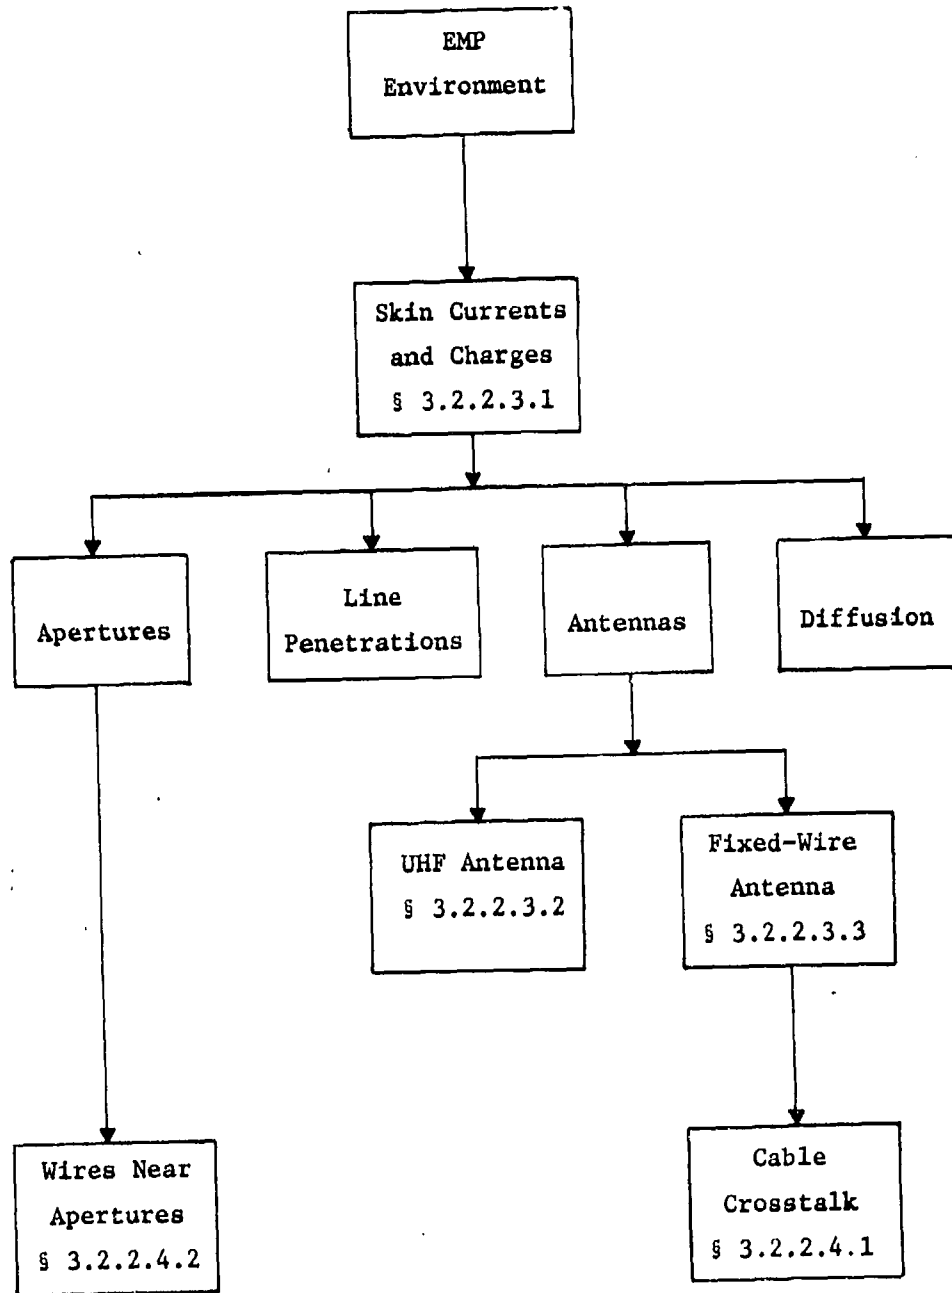 EMP
Environment
Skin Currents
and Charges
§ 3.2.2.3.1
Apertures
Line
Penetrations
Antennas
Diffusion
UHF Antenna
§ 3.2.2.3.2
Fixed-Wire
Antenna
§ 3.2.2.3.3
Wires Near
Apertures
§ 3.2.2.4.2
Cable
Crosstalk
§ 3.2.2.4.1